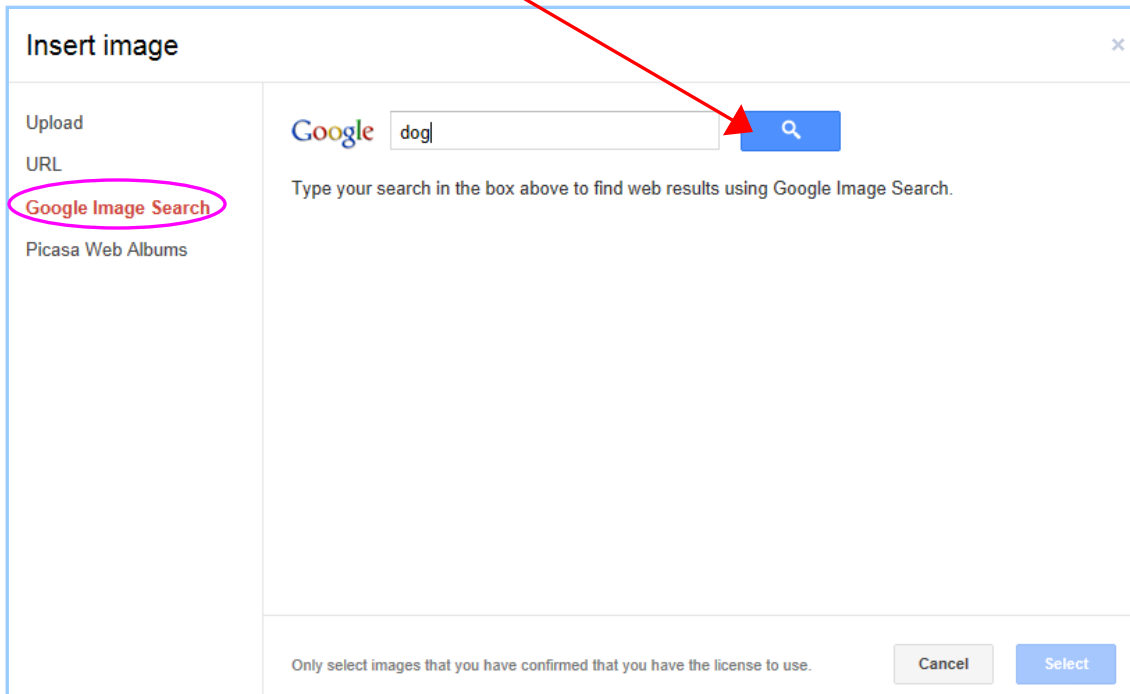 Insert image
×
Upload
URL
Google Image Search
Picasa Web Albums
Google dog
Type your search in the box above to find web results using Google Image Search.
Only select images that you have confirmed that you have the license to use.
Cancel Select